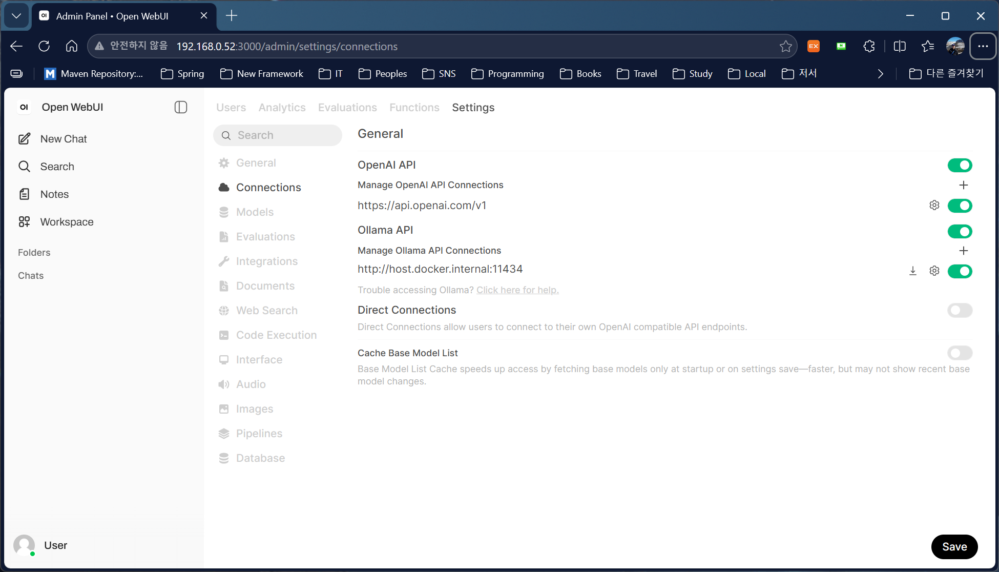 OI Admin Panel • Open WebUI
안전하지 않음 192.168.0.52:3000/admin/settings/connections
EX
N
M Maven Repository:... Spring New Framework IT Peoples SNS Programming Books Travel Study Local 저서 다른 즐겨찾기
OI Open WebUI
New Chat
Search
Notes
Workspace
Folders
Chats
User
Users Analytics Evaluations Functions Settings
Search
General
Connections
Models
Evaluations
Integrations
Documents
Web Search
Code Execution
Interface
Audio
Images
Pipelines
Database
General
OpenAI API
Manage OpenAI API Connections
https://api.openai.com/v1
Ollama API
Manage Ollama API Connections
http://host.docker.internal:11434
Trouble accessing Ollama? Click here for help.
Direct Connections
Direct Connections allow users to connect to their own OpenAI compatible API endpoints.
Cache Base Model List
Base Model List Cache speeds up access by fetching base models only at startup or on settings save—faster, but may not show recent base
model changes.
Save